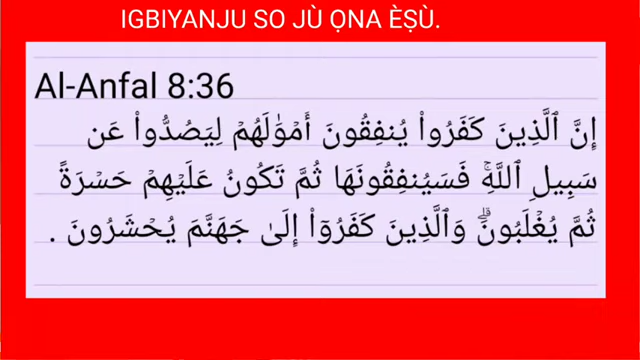 IGBIYANJU SO JÙ ỌNA ÈṢÙ.
Al-Anfal 8:36
إِنَّ ٱلَّذِينَ كَفَرُوا۟ يُنفِقُونَ أَمۡوَٰلَهُمۡ لِيَصُدُّوا۟ عَن
سَبِيلِ ٱللَّهِۚ فَسَيُنفِقُونَهَا ثُمَّ تَكُونُ عَلَيۡهِمۡ حَسۡرَةً
ثُمَّ يُغۡلَبُونَۗ وَٱلَّذِينَ كَفَرُوٓا۟ إِلَىٰ جَهَنَّمَ يُحۡشَرُونَ .